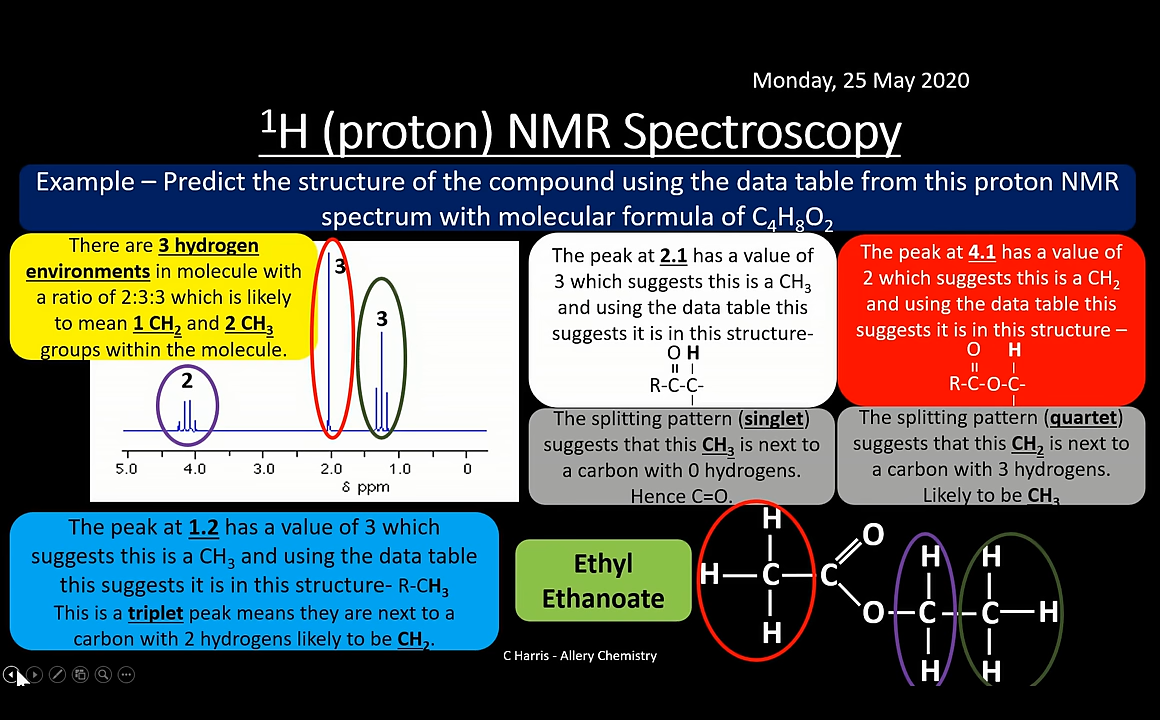 Monday, 25 May 2020
¹H (proton) NMR Spectroscopy
Example – Predict the structure of the compound using the data table from this proton NMR
spectrum with molecular formula of C₄H₈O₂
There are 3 hydrogen
environments in molecule with
a ratio of 2:3:3 which is likely
to mean 1 CH₂ and 2 CH₃
groups within the molecule.
3
3
2
5.0 4.0 3.0 2.0 1.0 0
δ ppm
The peak at 2.1 has a value of
3 which suggests this is a CH₃
and using the data table this
suggests it is in this structure-
O H
R-C-C-
The peak at 4.1 has a value of
2 which suggests this is a CH₂
and using the data table this
suggests it is in this structure –
O H
R-C-O-C-
The splitting pattern (singlet)
suggests that this CH₃ is next to
a carbon with 0 hydrogens.
Hence C=O.
The splitting pattern (quartet)
suggests that this CH₂ is next to
a carbon with 3 hydrogens.
Likely to be CH₃
The peak at 1.2 has a value of 3 which
suggests this is a CH₃ and using the data table
this suggests it is in this structure- R-CH₃
This is a triplet peak means they are next to a
carbon with 2 hydrogens likely to be CH₂.
Ethyl
Ethanoate
H O
H H
H C C
O C C H
H
H H
C Harris - Allery Chemistry